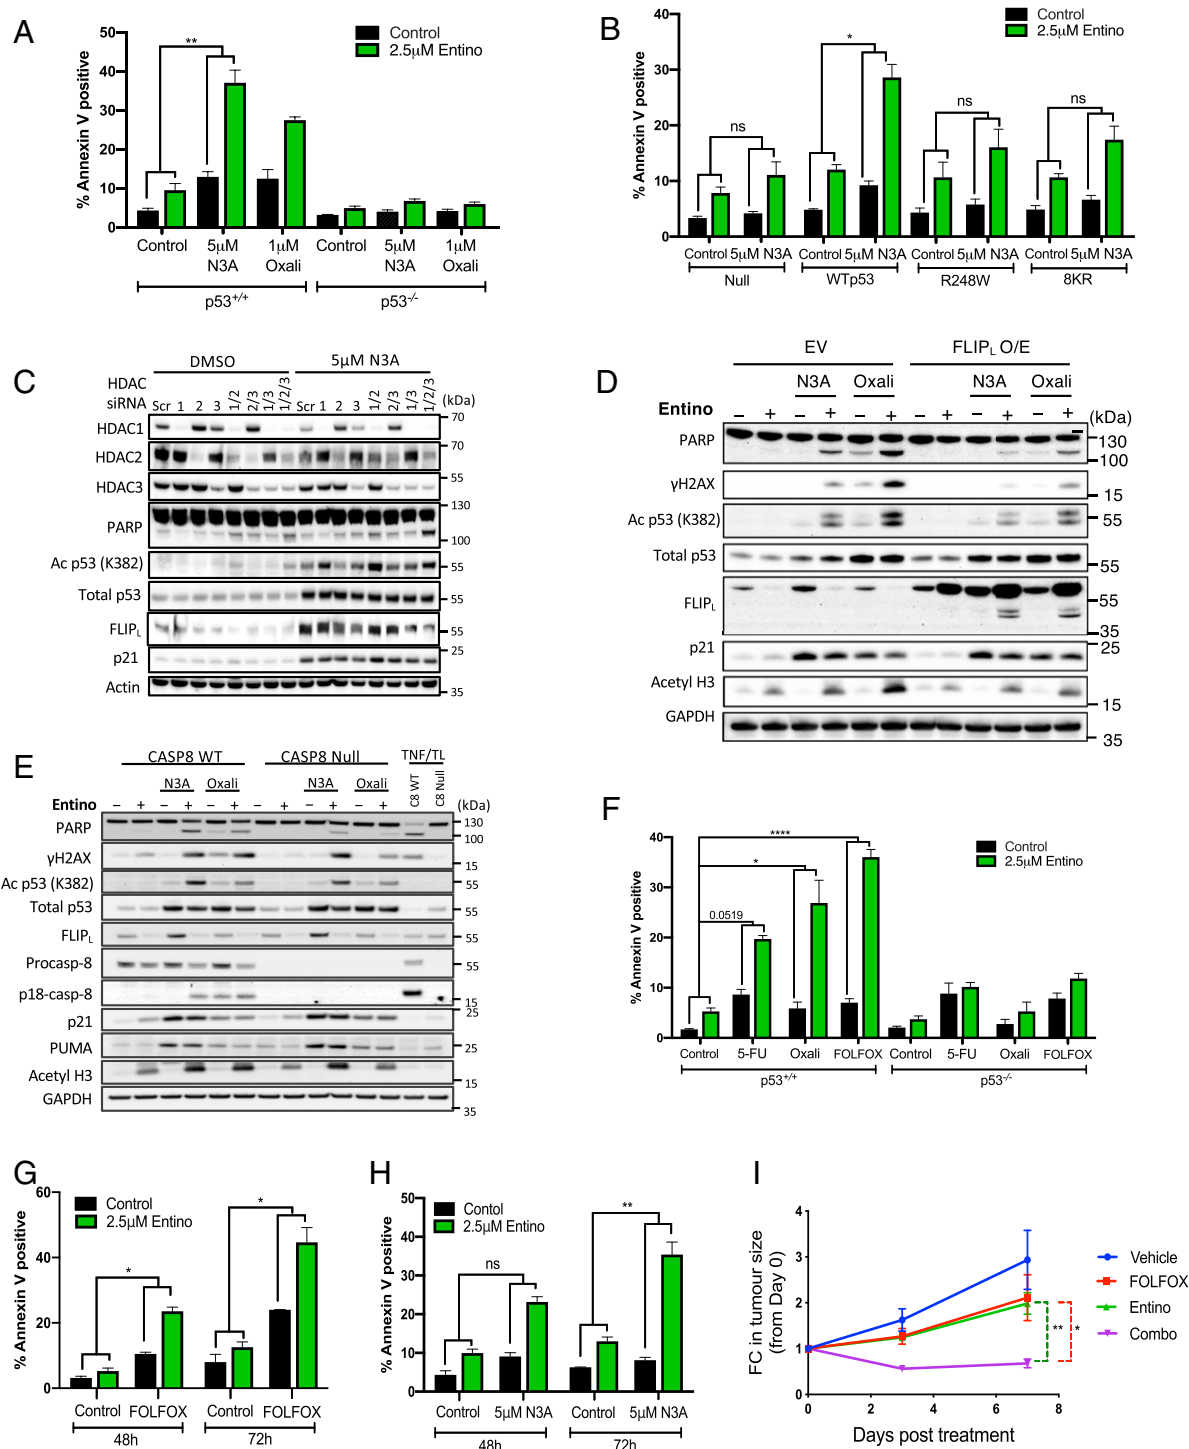 A
50
40
30
20
10
0
% Annexin V positive
Control
2.5µM Entino
**
Control
5µM
N3A
1µM
Oxali
Control
5µM
N3A
1µM
Oxali
p53+/+
p53-/-
B
40
30
20
10
0
% Annexin V positive
Control
2.5µM Entino
ns
*
ns
ns
Control 5µM N3A
Control 5µM N3A
Control 5µM N3A
Control 5µM N3A
Null
WTp53
R248W
8KR
C
DMSO
5µM N3A
HDAC
siRNA
Scr 1 2 3 1/2 2/3 1/3 1/2/3
Scr 1 2 3 1/2 2/3 1/3 1/2/3
HDAC1
70
HDAC2
70
HDAC3
55
130
PARP
100
Ac p53 (K382)
55
Total p53
55
FLIPL
55
25
p21
Actin
35
D
EV
FLIPL O/E
N3A
Oxali
N3A
Oxali
Entino
– + – + – + – + – + – +
(kDa)
PARP
130
100
γH2AX
15
Ac p53 (K382)
55
Total p53
55
FLIPL
55
35
p21
25
Acetyl H3
15
GAPDH
35
E
CASP8 WT
CASP8 Null
TNF/TL
N3A
Oxali
N3A
Oxali
C8 WT
C8 Null
Entino
– + – + – + – + – + – +
(kDa)
PARP
130
100
γH2AX
15
Ac p53 (K382)
55
Total p53
55
FLIPL
55
Procasp-8
55
p18-casp-8
15
p21
25
PUMA
25
Acetyl H3
15
GAPDH
35
F
40
30
20
10
0
% Annexin V positive
Control
2.5µM Entino
****
*
0.0519
Control
5-FU
Oxali
FOLFOX
Control
5-FU
Oxali
FOLFOX
p53+/+
p53-/-
G
60
40
20
0
% Annexin V positive
Control
2.5µM Entino
*
*
Control
FOLFOX
Control
FOLFOX
48h
72h
H
50
40
30
20
10
0
% Annexin V positive
Contol
2.5µM Entino
ns
**
Control
5µM N3A
Control
5µM N3A
48h
72h
I
4
3
2
1
0
FC in tumour size
(from Day 0)
0
2
4
6
8
Days post treatment
**
*
Vehicle
FOLFOX
Entino
Combo